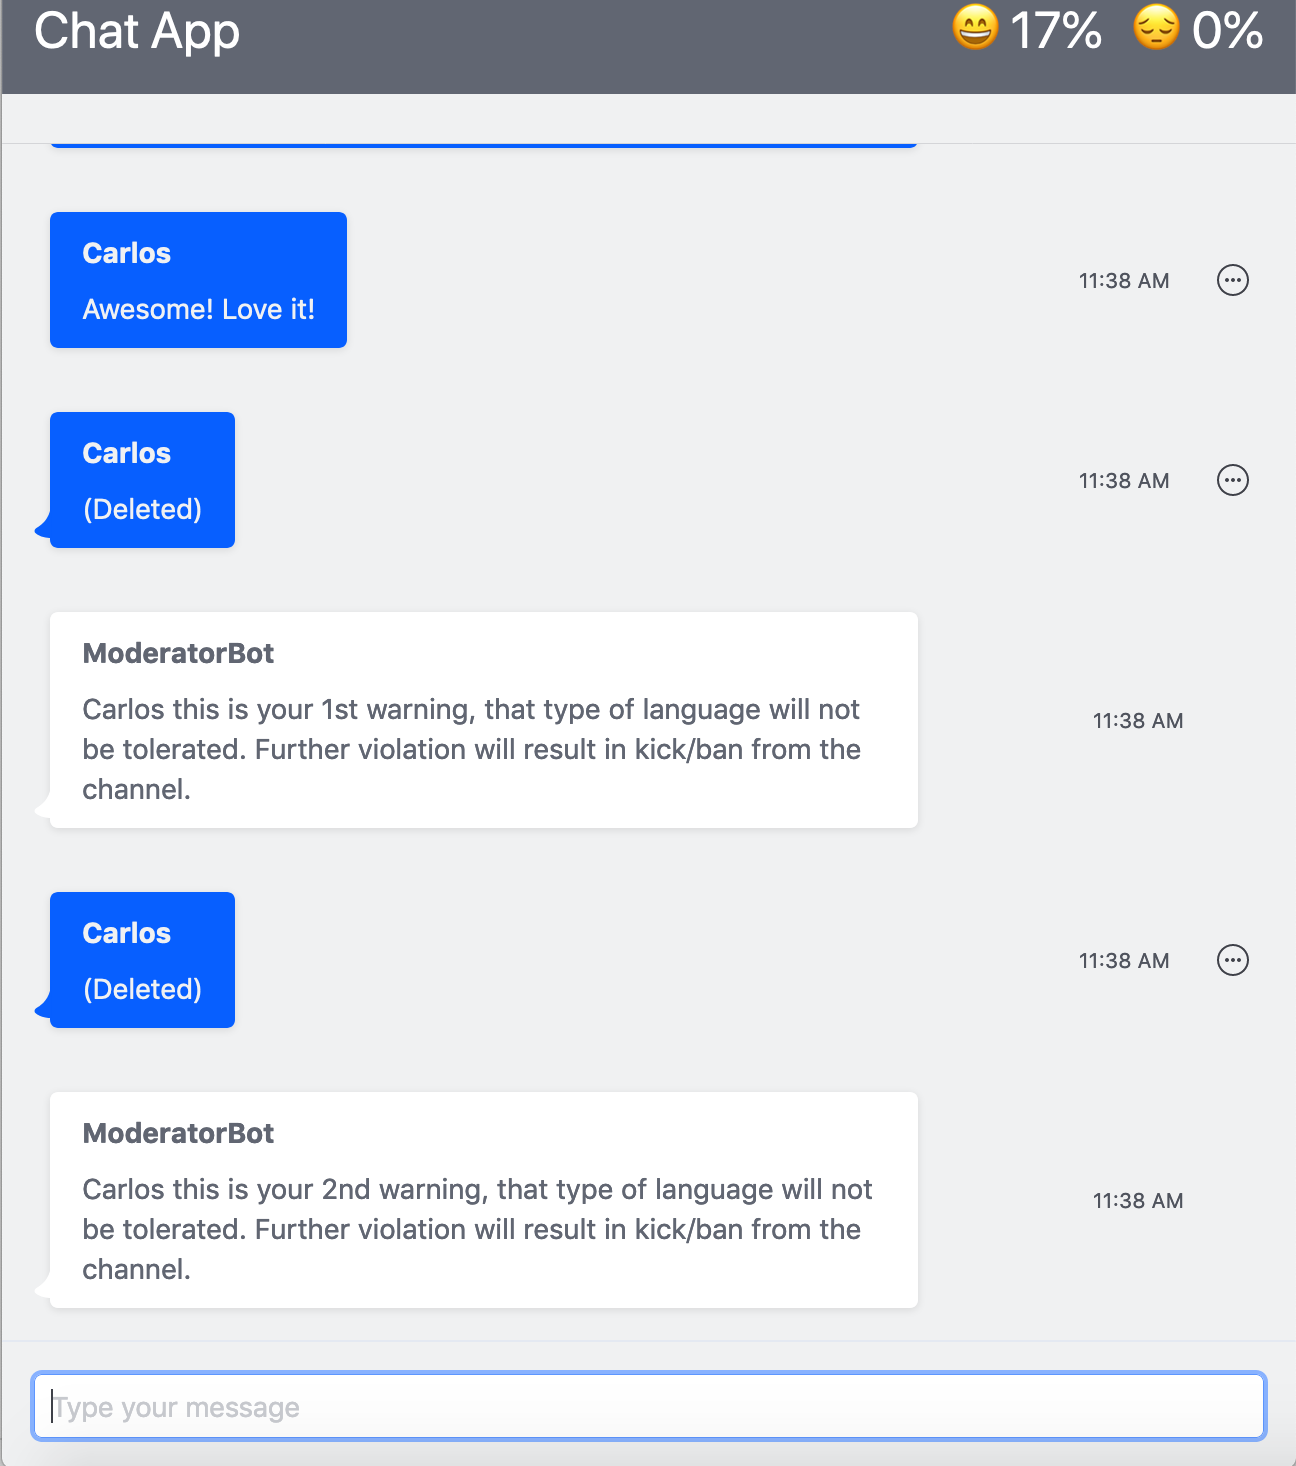 Chat App
😄 17% 😔 0%
Carlos
Awesome! Love it!
11:38 AM
Carlos
(Deleted)
11:38 AM
ModeratorBot
Carlos this is your 1st warning, that type of language will not
be tolerated. Further violation will result in kick/ban from the
channel.
11:38 AM
Carlos
(Deleted)
11:38 AM
ModeratorBot
Carlos this is your 2nd warning, that type of language will not
be tolerated. Further violation will result in kick/ban from the
channel.
11:38 AM
Type your message